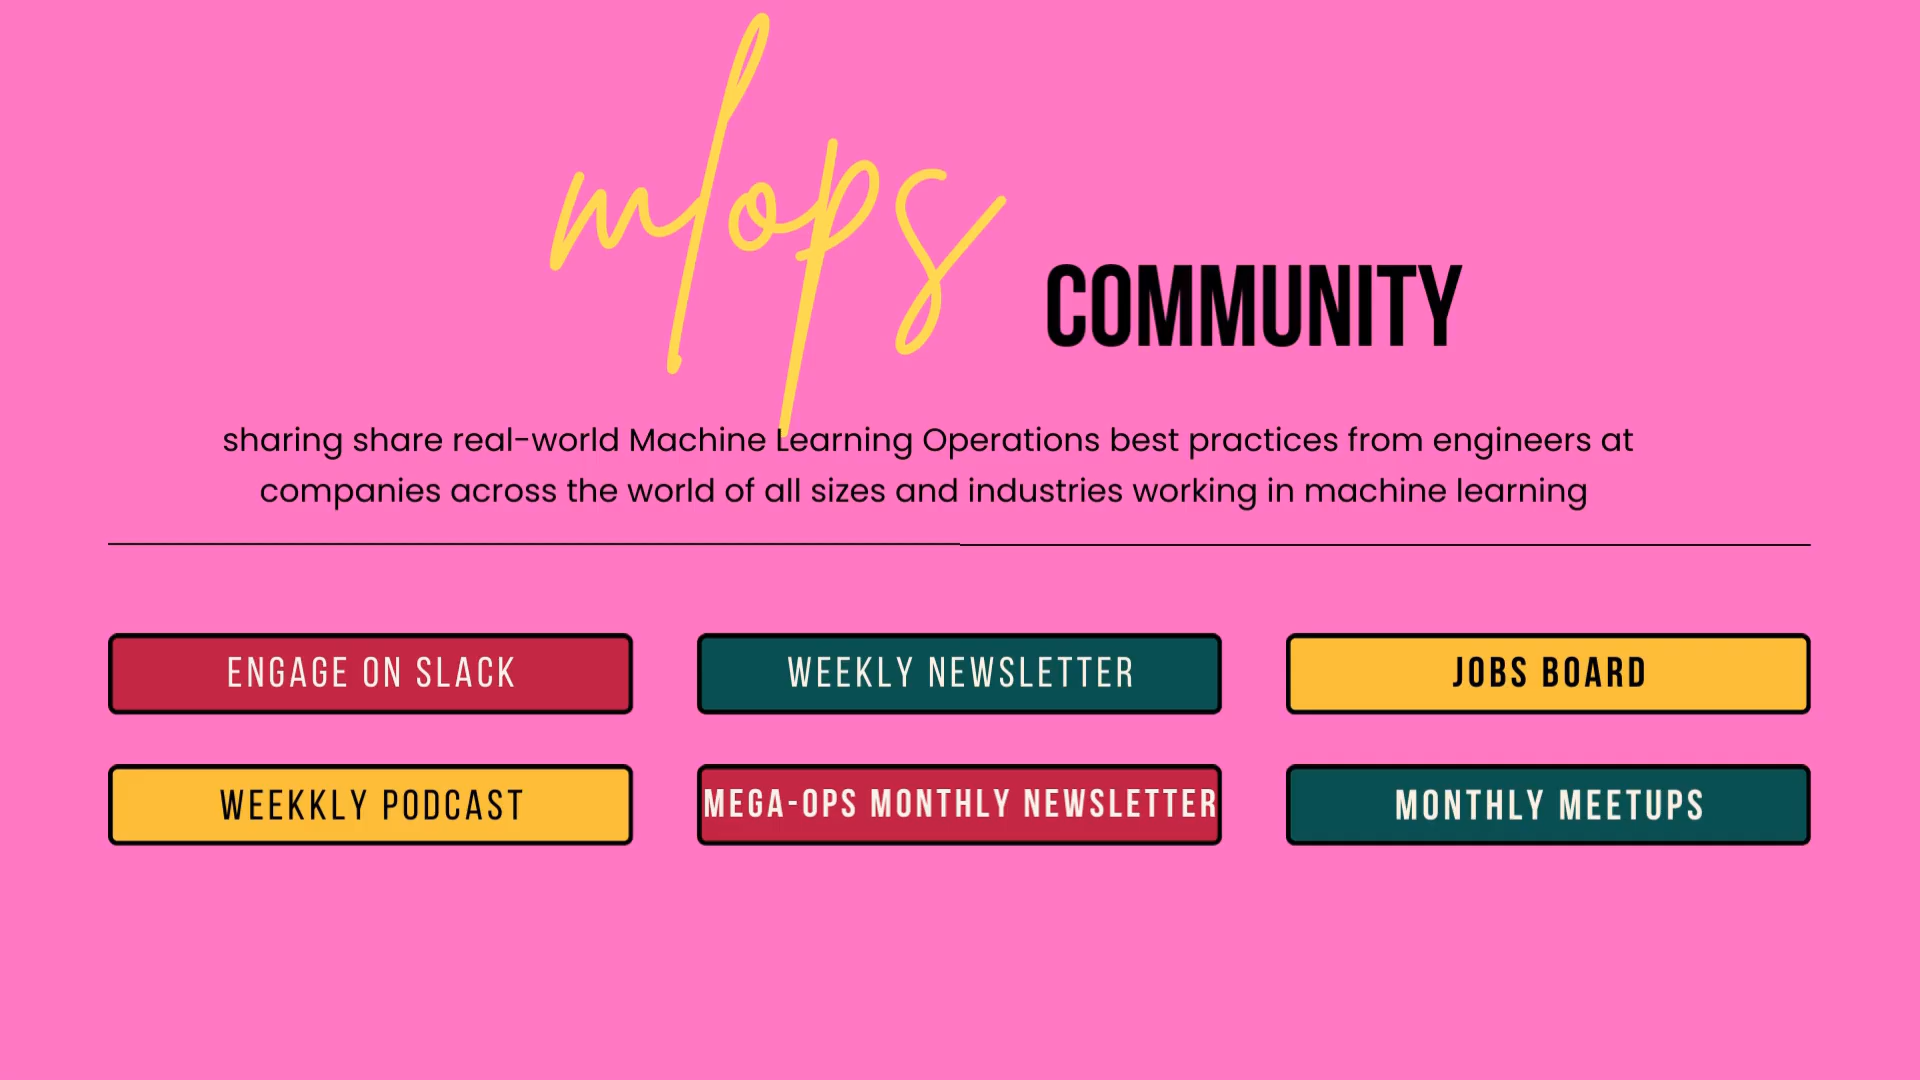 mlops COMMUNITY
sharing share real-world Machine Learning Operations best practices from engineers at
companies across the world of all sizes and industries working in machine learning
ENGAGE ON SLACK
WEEKLY NEWSLETTER
JOBS BOARD
WEEKKLY PODCAST
MEGA-OPS MONTHLY NEWSLETTER
MONTHLY MEETUPS